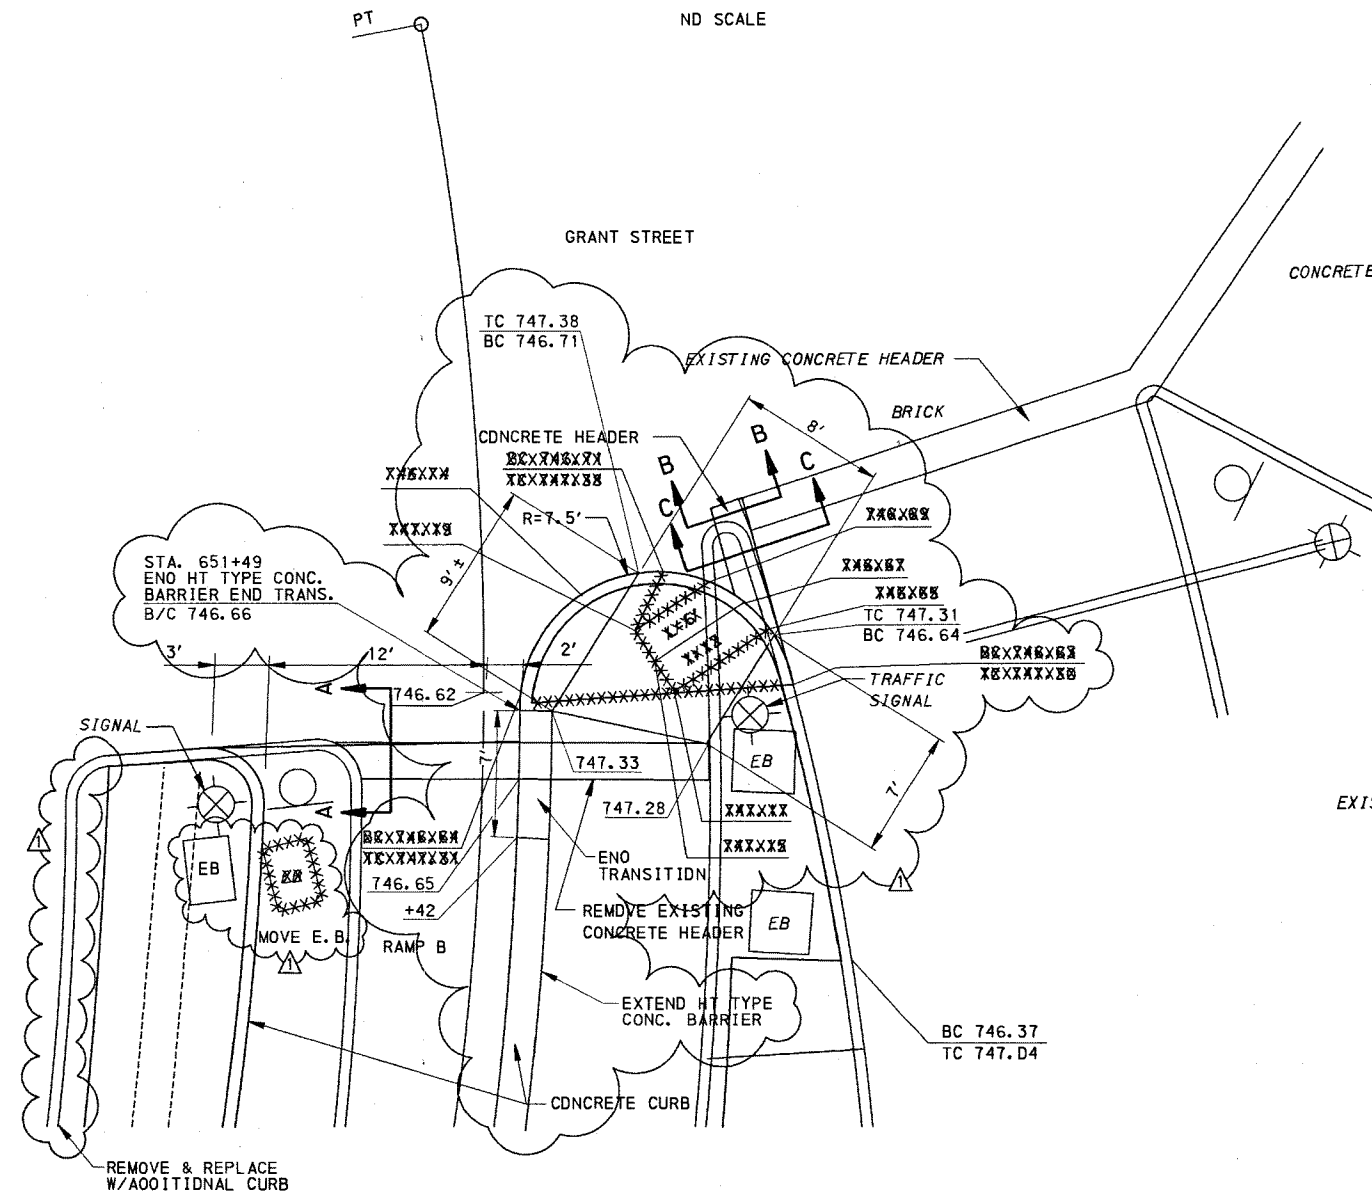 PT
ND SCALE
GRANT STREET
CONCRETE
TC 747.38
BC 746.71
EXISTING CONCRETE HEADER
BRICK
8'
CDNCRETE HEADER
B
B
C
C
R=7.5'
9'±
STA. 651+49
ENO HT TYPE CONC.
BARRIER END TRANS.
B/C 746.66
TC 747.31
BC 746.64
3'
12'
2'
A
746.62
TRAFFIC
SIGNAL
SIGNAL
7'
747.33
EB
7'
747.28
EXIS
A
1
EB
746.65
ENO
TRANSITIDN
1
+42
REMDVE EXISTING
CONCRETE HEADER
EB
MOVE E.B.
RAMP B
1
EXTEND HT TYPE
CONC. BARRIER
BC 746.37
TC 747.D4
CDNCRETE CURB
REMOVE & REPLACE
W/AOOITIDNAL CURB